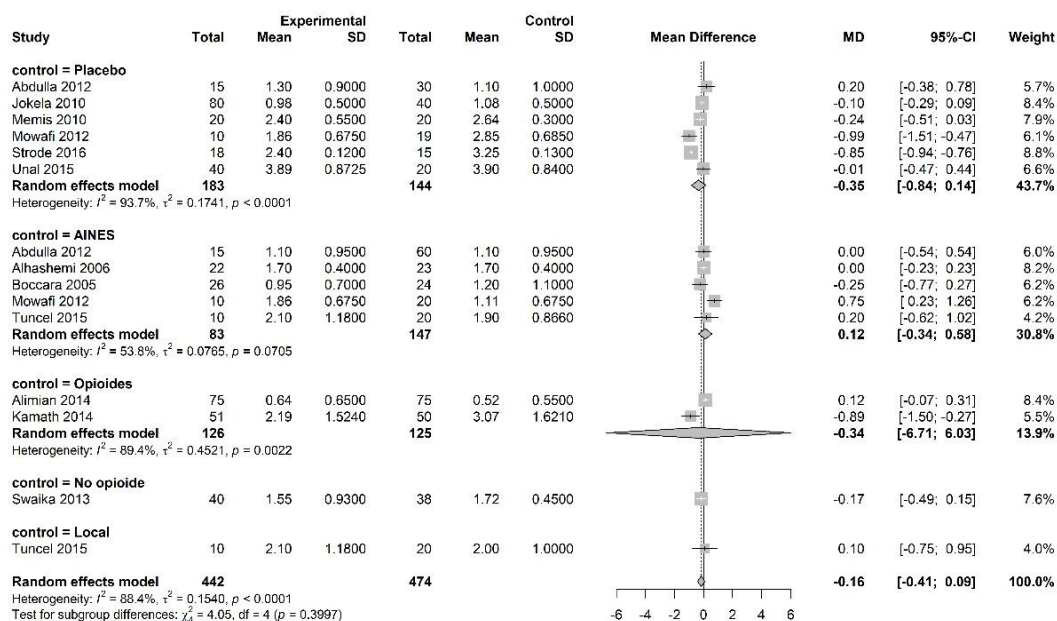 Experimental Control
Study Total Mean SD Total Mean SD Mean Difference MD 95%-CI Weight
control = Placebo
Abdulla 2012 15 1.30 0.9000 30 1.10 1.0000 0.20 [-0.38; 0.78] 5.7%
Jokela 2010 80 0.98 0.5000 40 1.08 0.5000 -0.10 [-0.29; 0.09] 8.4%
Memis 2010 20 2.40 0.5500 20 2.64 0.3000 -0.24 [-0.51; 0.03] 7.9%
Mowafi 2012 10 1.86 0.6750 19 2.85 0.6850 -0.99 [-1.51; -0.47] 6.1%
Strode 2016 18 2.40 0.1200 15 3.25 0.1300 -0.85 [-0.94; -0.76] 8.8%
Unal 2015 40 3.89 0.8725 20 3.90 0.8400 -0.01 [-0.47; 0.44] 6.6%
Random effects model 183 144 -0.35 [-0.84; 0.14] 43.7%
Heterogeneity: I² = 93.7%, τ² = 0.1741, p < 0.0001
control = AINES
Abdulla 2012 15 1.10 0.9500 60 1.10 0.9500 0.00 [-0.54; 0.54] 6.0%
Alhashemi 2006 22 1.70 0.4000 23 1.70 0.4000 0.00 [-0.23; 0.23] 8.2%
Boccara 2005 26 0.95 0.7000 24 1.20 1.1000 -0.25 [-0.77; 0.27] 6.2%
Mowafi 2012 10 1.86 0.6750 20 1.11 0.6750 0.75 [ 0.23; 1.26] 6.2%
Tuncel 2015 10 2.10 1.1800 20 1.90 0.8660 0.20 [-0.62; 1.02] 4.2%
Random effects model 83 147 0.12 [-0.34; 0.58] 30.8%
Heterogeneity: I² = 53.8%, τ² = 0.0765, p = 0.0705
control = Opioides
Alimian 2014 75 0.64 0.6500 75 0.52 0.5500 0.12 [-0.07; 0.31] 8.4%
Kamath 2014 51 2.19 1.5240 50 3.07 1.6210 -0.89 [-1.50; -0.27] 5.5%
Random effects model 126 125 -0.34 [-6.71; 6.03] 13.9%
Heterogeneity: I² = 89.4%, τ² = 0.4521, p = 0.0022
control = No opioide
Swaika 2013 40 1.55 0.9300 38 1.72 0.4500 -0.17 [-0.49; 0.15] 7.6%
control = Local
Tuncel 2015 10 2.10 1.1800 20 2.00 1.0000 0.10 [-0.75; 0.95] 4.0%
Random effects model 442 474 -0.16 [-0.41; 0.09] 100.0%
Heterogeneity: I² = 88.4%, τ² = 0.1540, p < 0.0001
Test for subgroup differences: χ²₄ = 4.05, df = 4 (p = 0.3997)
-6 -4 -2 0 2 4 6